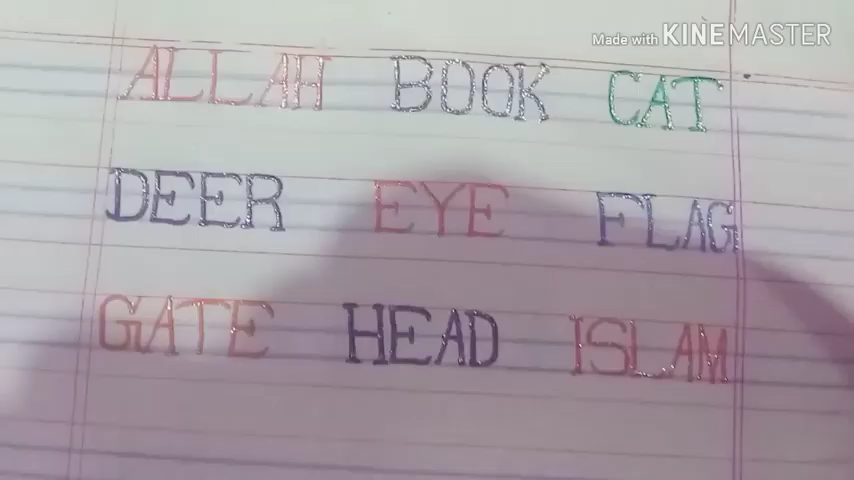 Made with KINEMASTER
ALLAH BOOK CAT
DEER EYE FLAG
GATE HEAD ISLAM